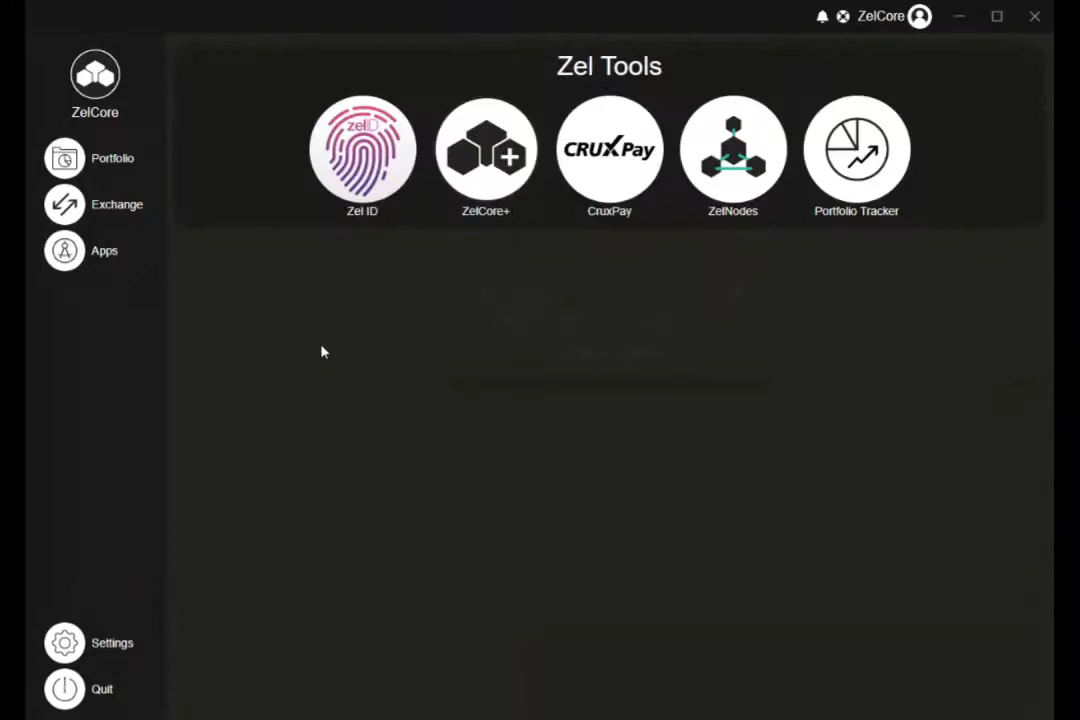 ZelCore
ZelCore
Portfolio
Exchange
Apps
Settings
Quit
Zel Tools
zelID
Zel ID
ZelCore+
CRUXPay
CruxPay
ZelNodes
Portfolio Tracker